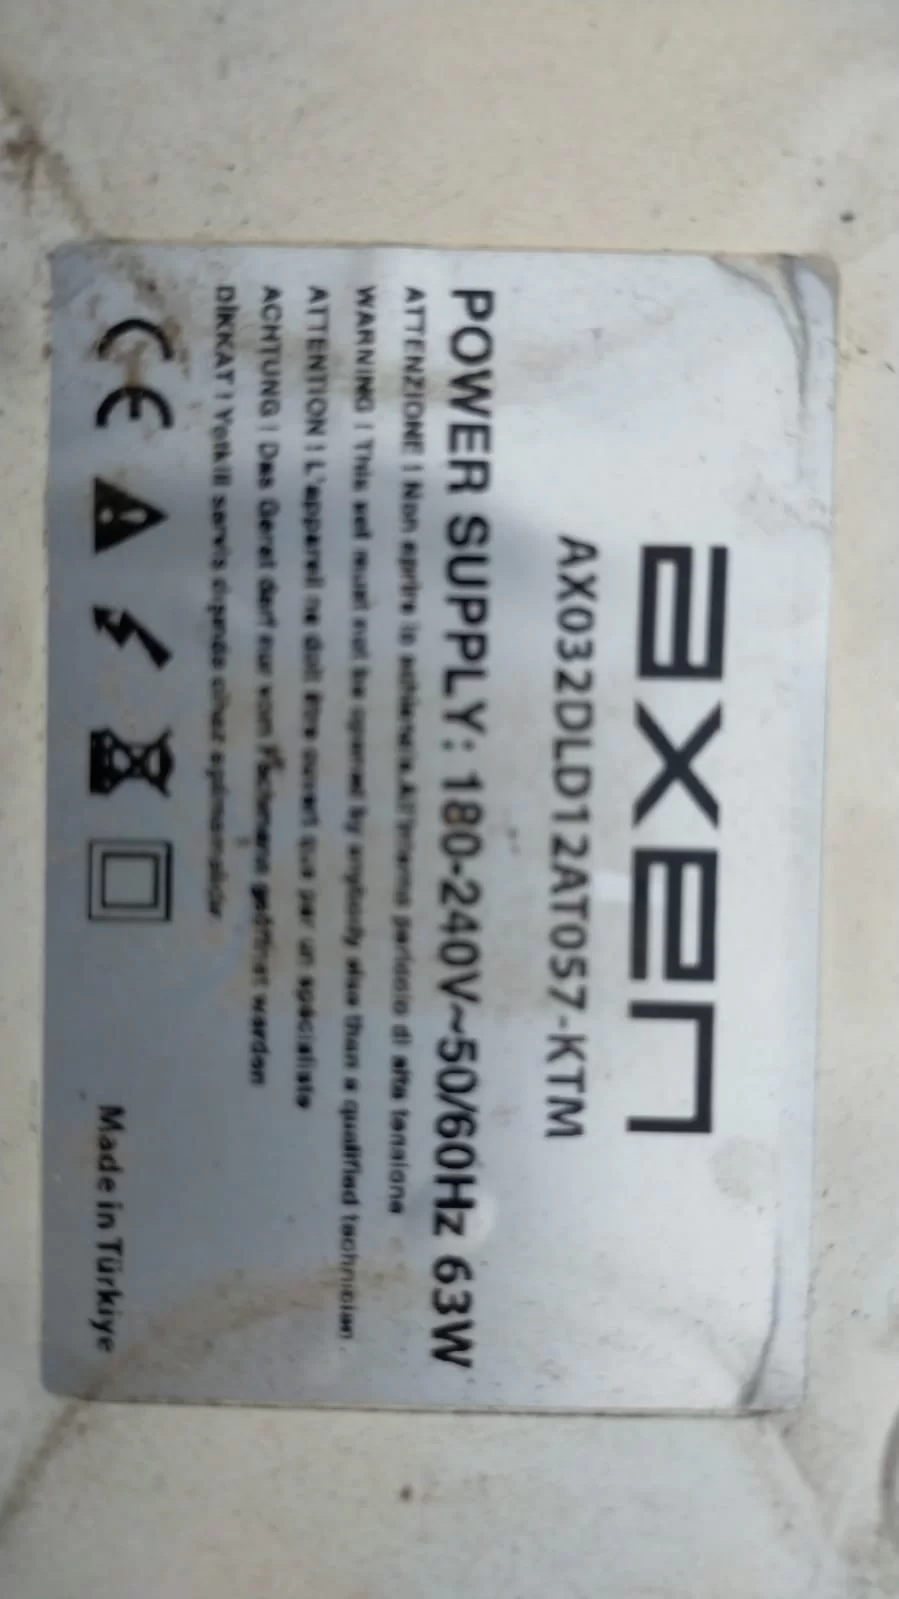 axen
AX032DLD12AT057-KTM
POWER SUPPLY: 180-240V~50/60Hz 63W
ATTENZIONE ! Non aprire lo schienale. All'interno pericolo di alta tensione
WARNING ! This set must not be opened by anybody else than a qualified technician.
ATTENTION ! L'appareil ne doit être ouvert que par un spécialiste
ACHTUNG ! Das Gerat darf nur vom geöffnet werden
DİKKAT ! Yetkili servis dışında cihaz açılmamalıdır
CE
Made in Türkiye